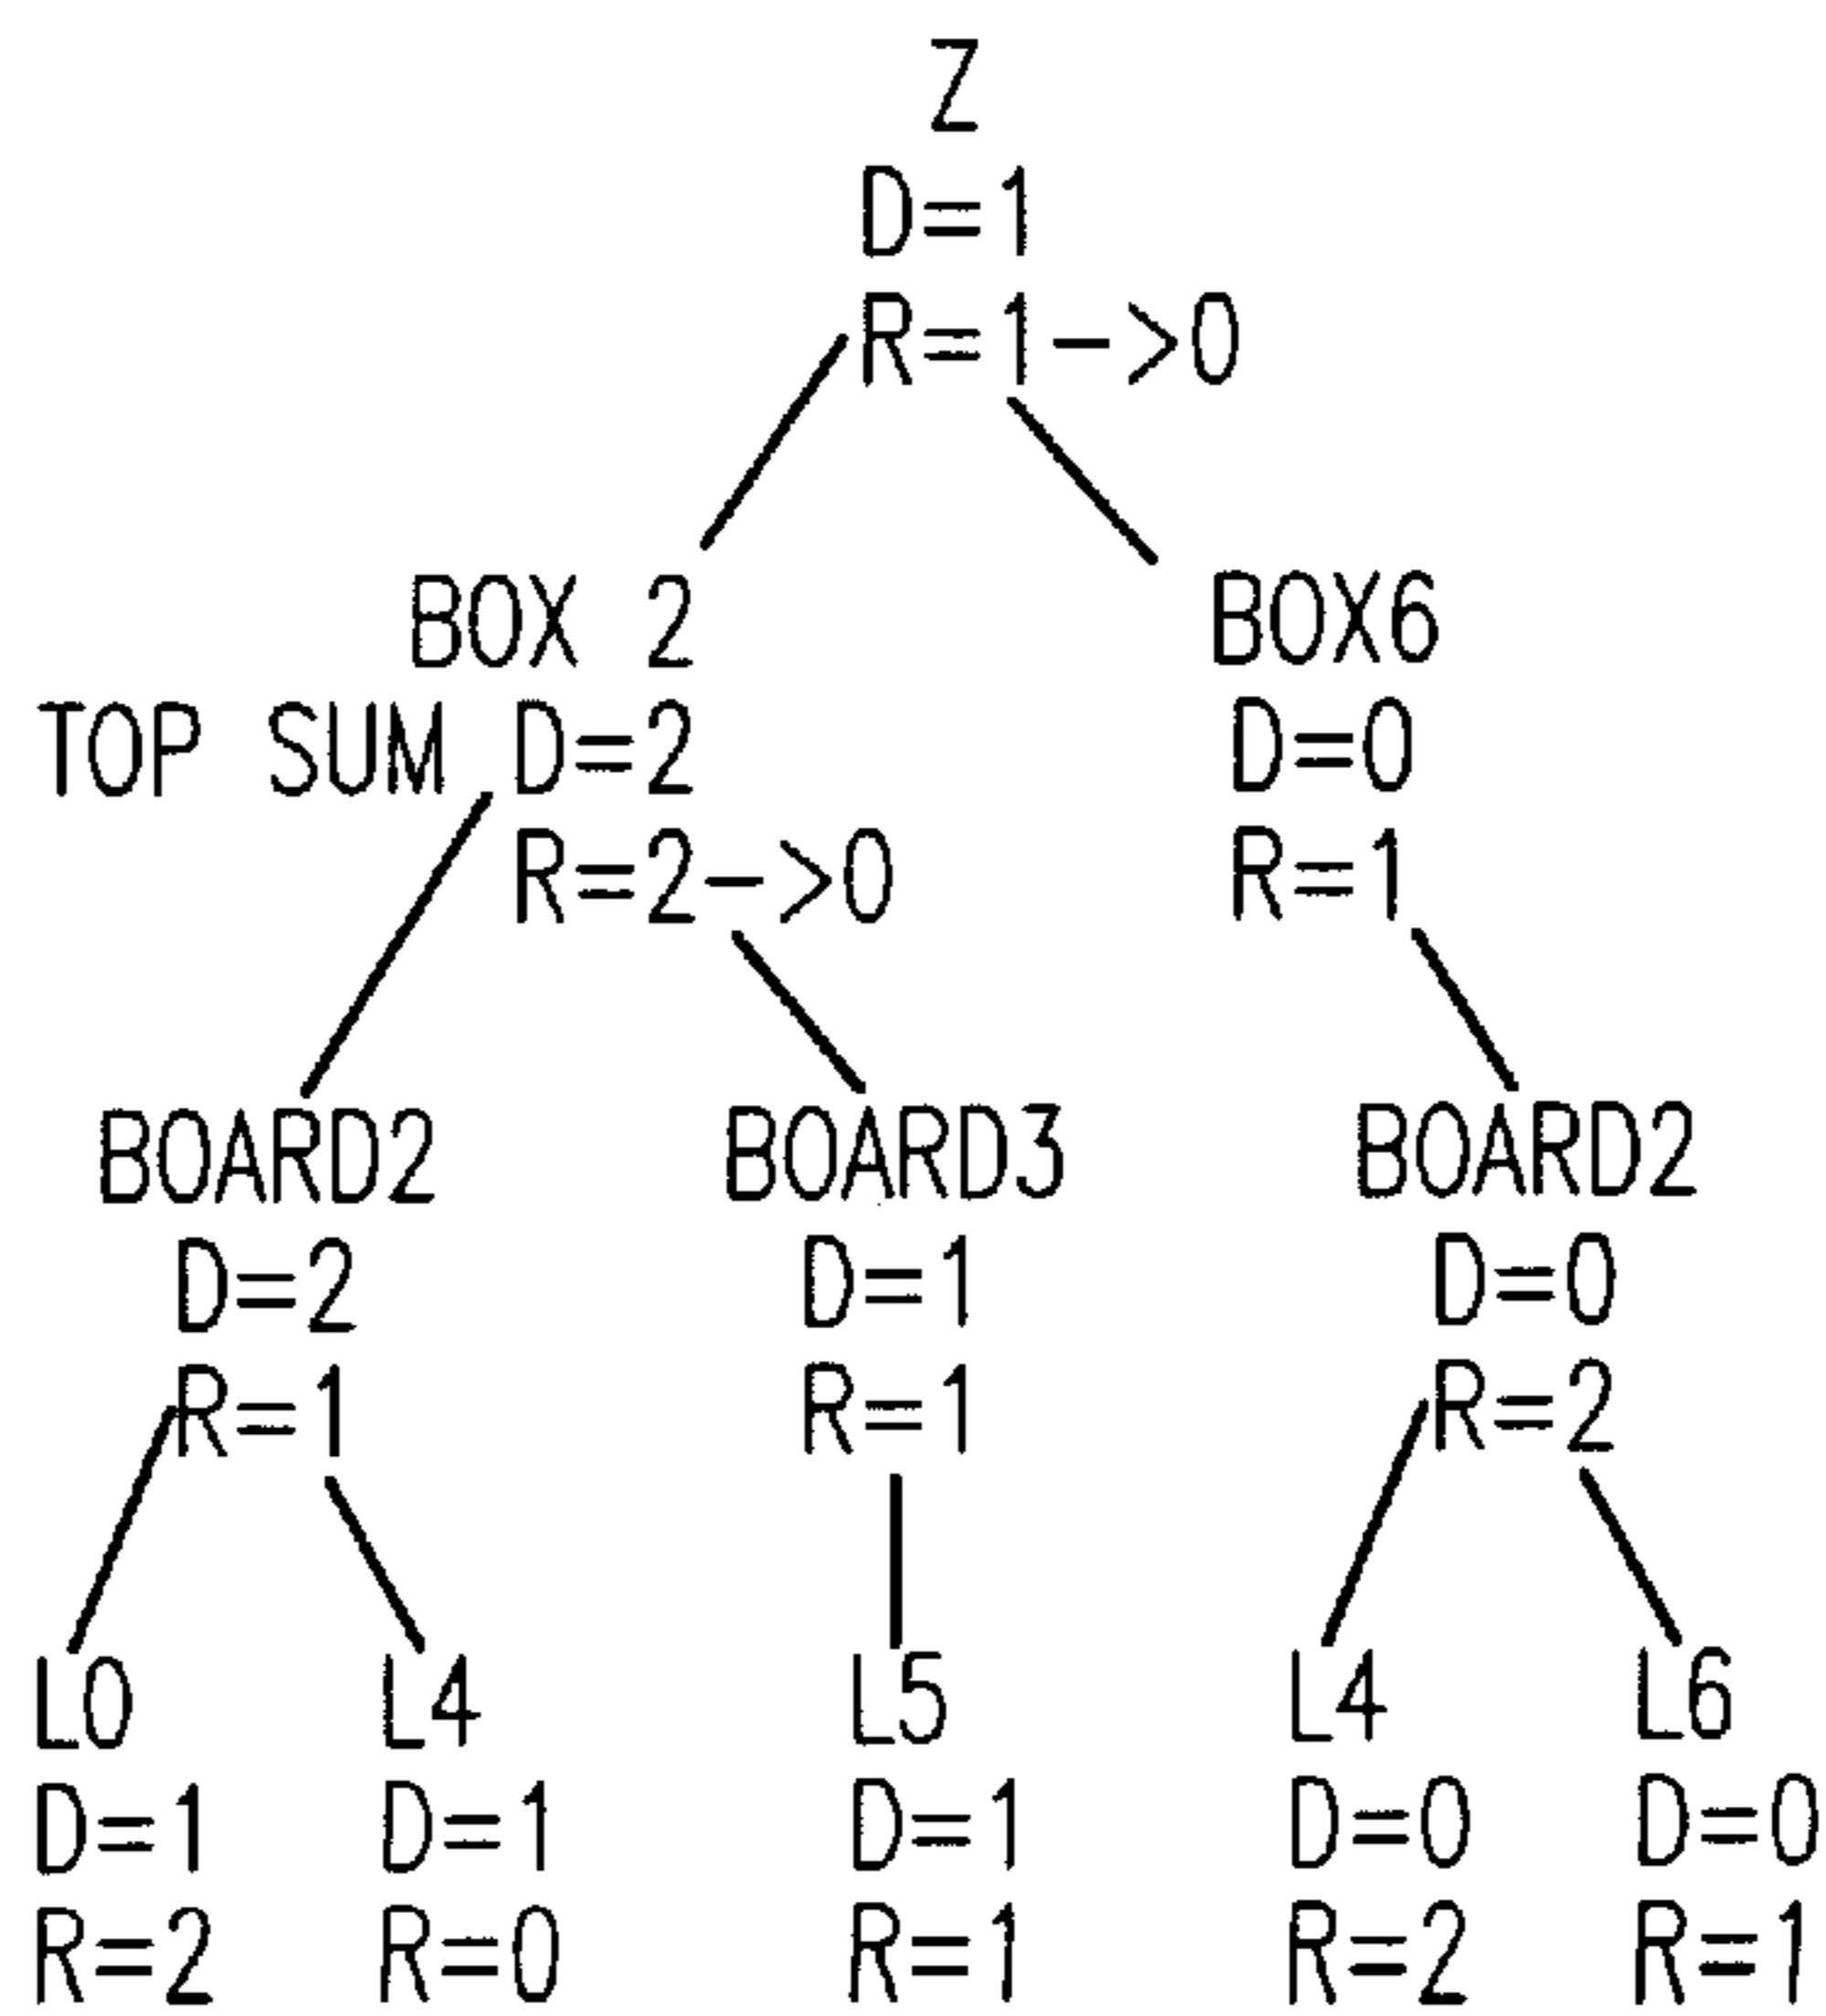 Z
D=1
R=1->0
BOX 2 BOX6
TOP SUM D=2 D=0
R=2->0 R=1
BOARD2 BOARD3 BOARD2
D=2 D=1 D=0
R=1 R=1 R=2
L0 L4 L5 L4 L6
D=1 D=1 D=1 D=0 D=0
R=2 R=0 R=1 R=2 R=1